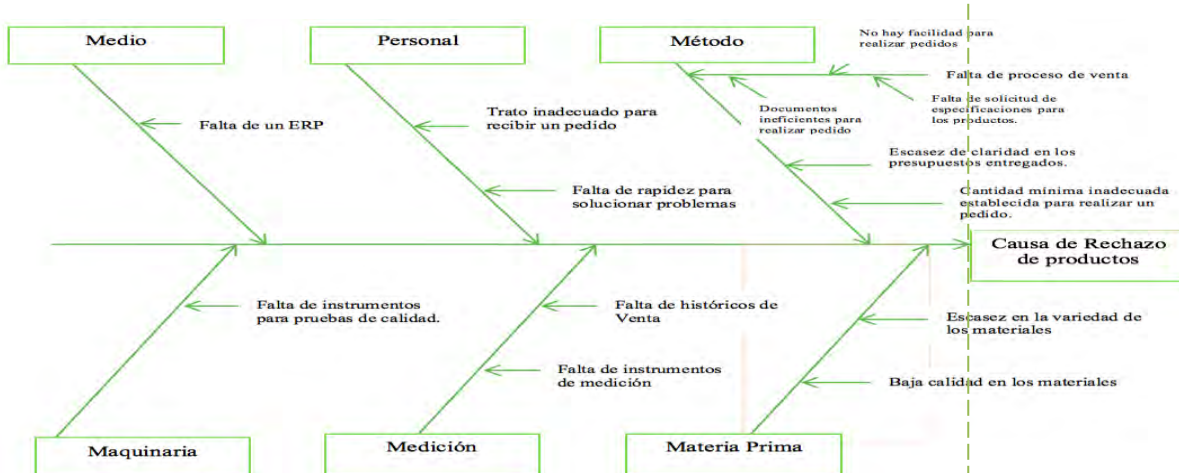 Medio
Personal
Método
No hay facilidad para
realizar pedidos
Falta de proceso de venta
Falta de solicitud de
especificaciones para
los productos.
Documentos
ineficientes para
realizar pedido
Falta de un ERP
Trato inadecuado para
recibir un pedido
Escasez de claridad en los
presupuestos entregados.
Falta de rapidez para
solucionar problemas
Cantidad mínima inadecuada
establecida para realizar un
pedido.
Causa de Rechazo
de productos
Falta de instrumentos
para pruebas de calidad.
Falta de históricos de
Venta
Escasez en la variedad de
los materiales
Falta de instrumentos
de medición
Baja calidad en los materiales
Maquinaria
Medición
Materia Prima